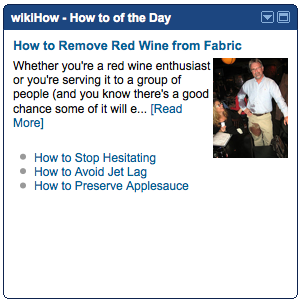 wikiHow - How to of the Day
How to Remove Red Wine from Fabric
Whether you're a red wine enthusiast
or you're serving it to a group of
people (and you know there's a good
chance some of it will e... [Read
More]
How to Stop Hesitating
How to Avoid Jet Lag
How to Preserve Applesauce